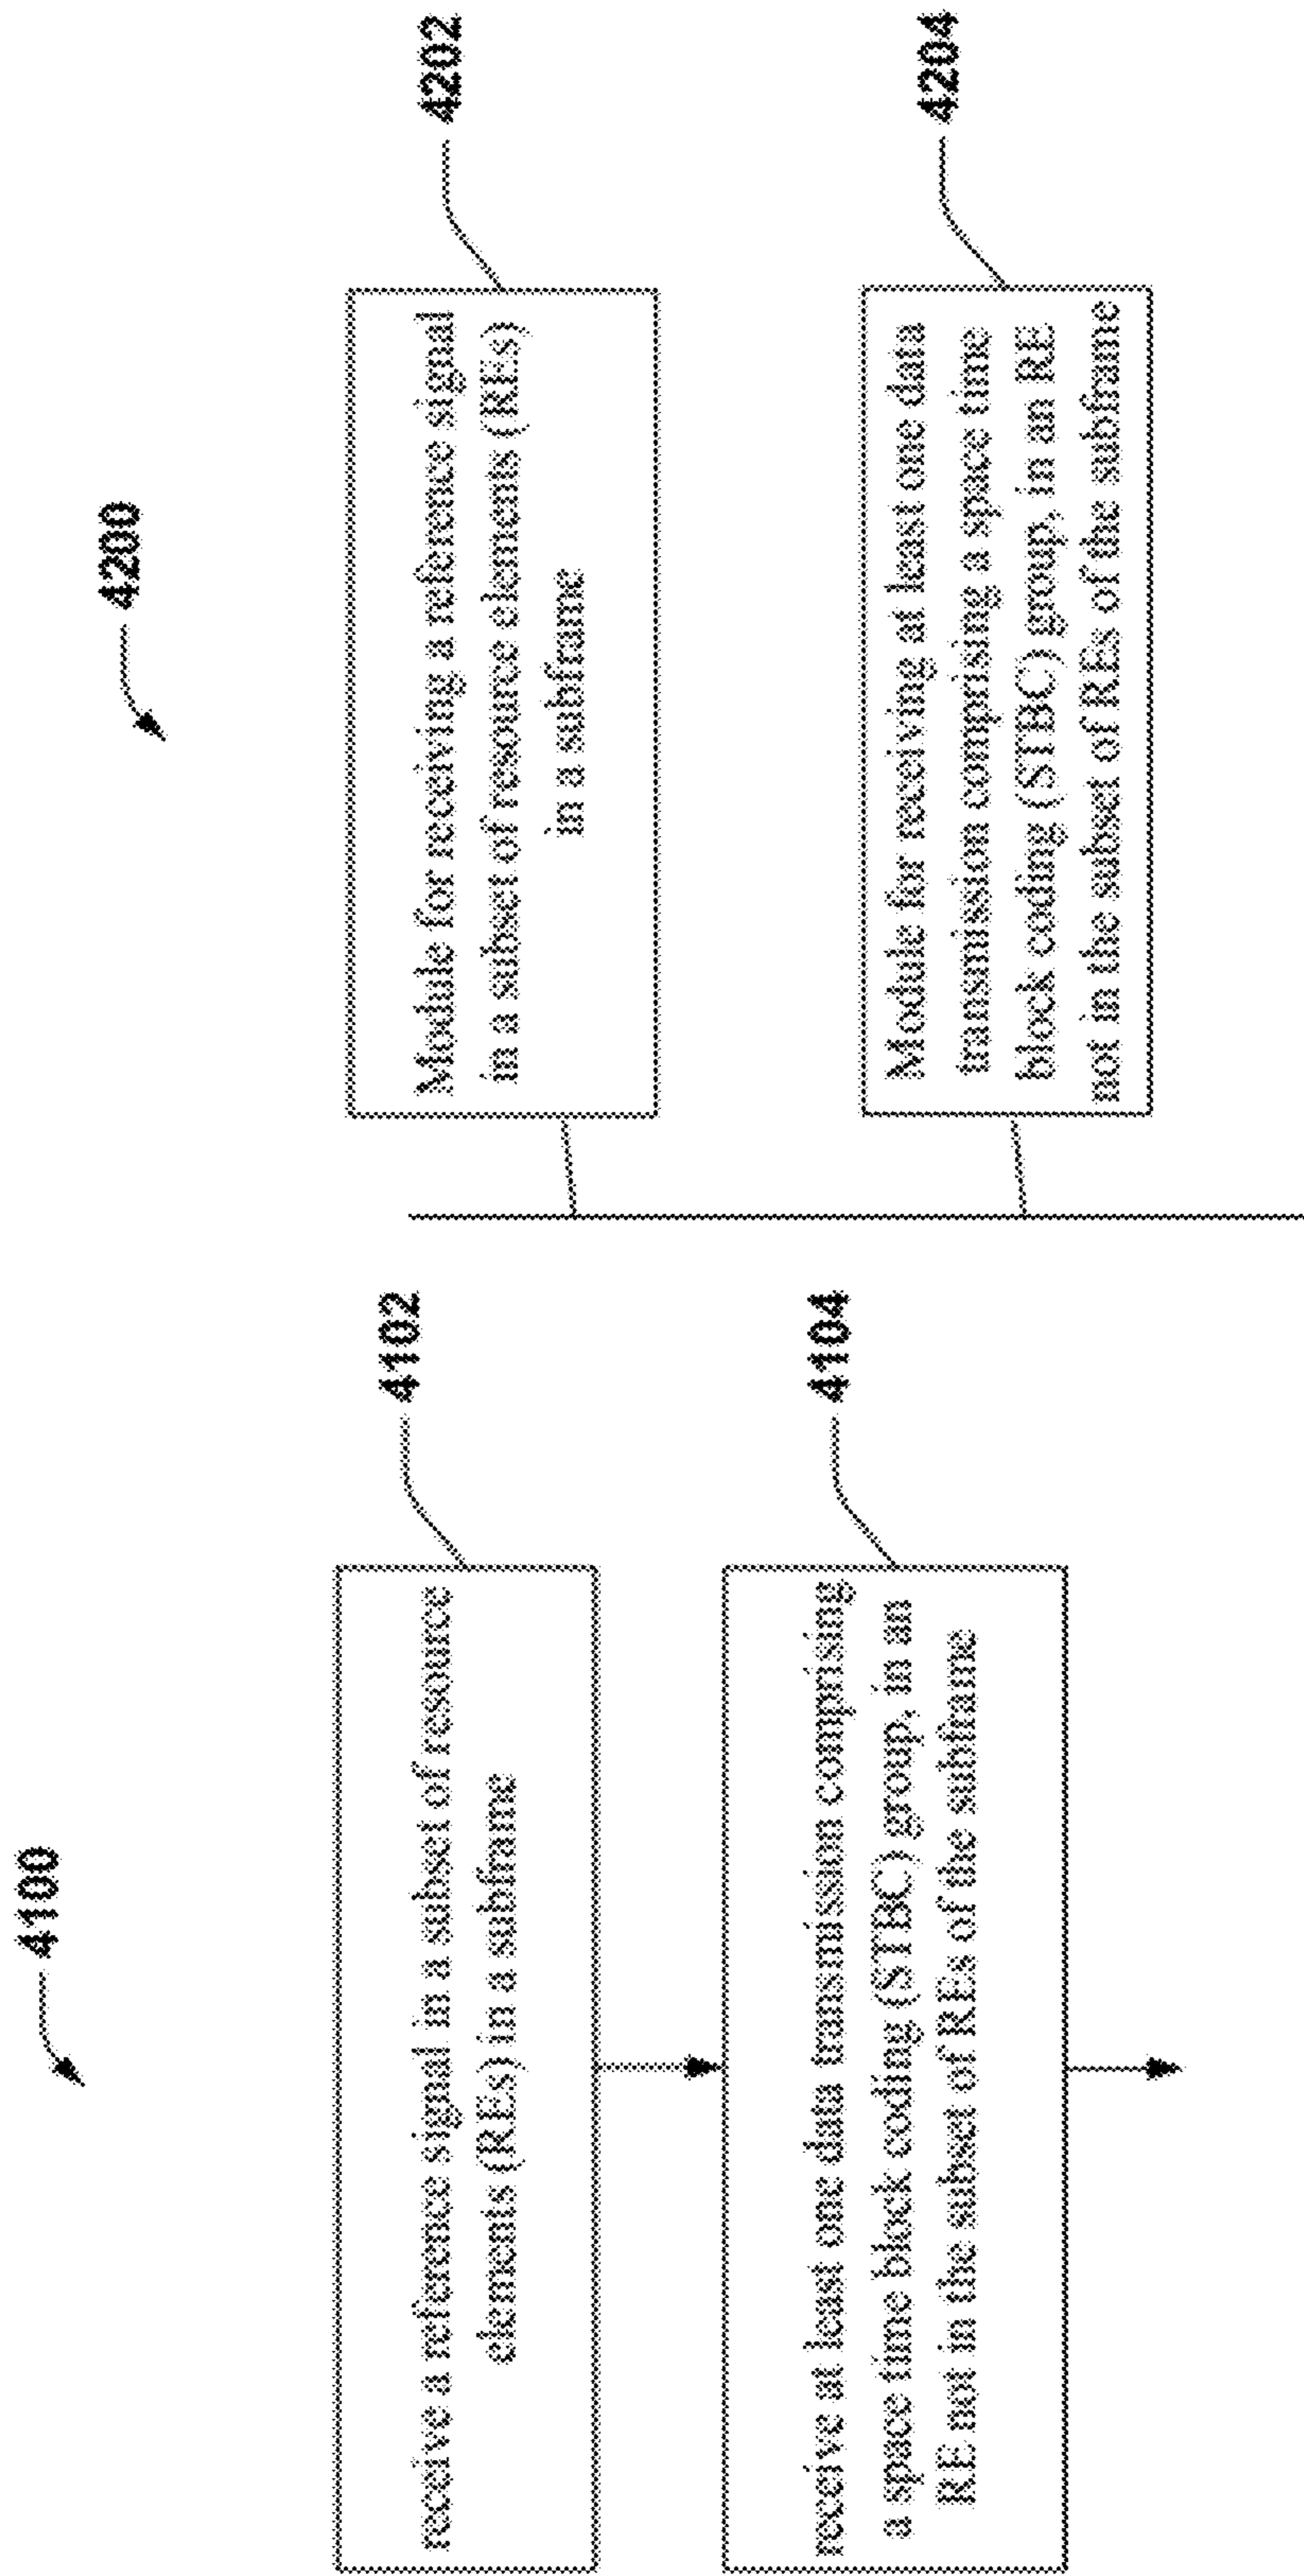 4100
receive a reference signal in a subset of resource
elements (REs) in a subframe
4102
receive at least one data transmission comprising
a space time block coding (STBC) group, in an
RE not in the subset of REs of the subframe
4104
4200
Module for receiving a reference signal
in a subset of resource elements (REs)
in a subframe
4202
Module for receiving at least one data
transmission comprising a space time
block coding (STBC) group, in an RE
not in the subset of REs of the subframe
4204